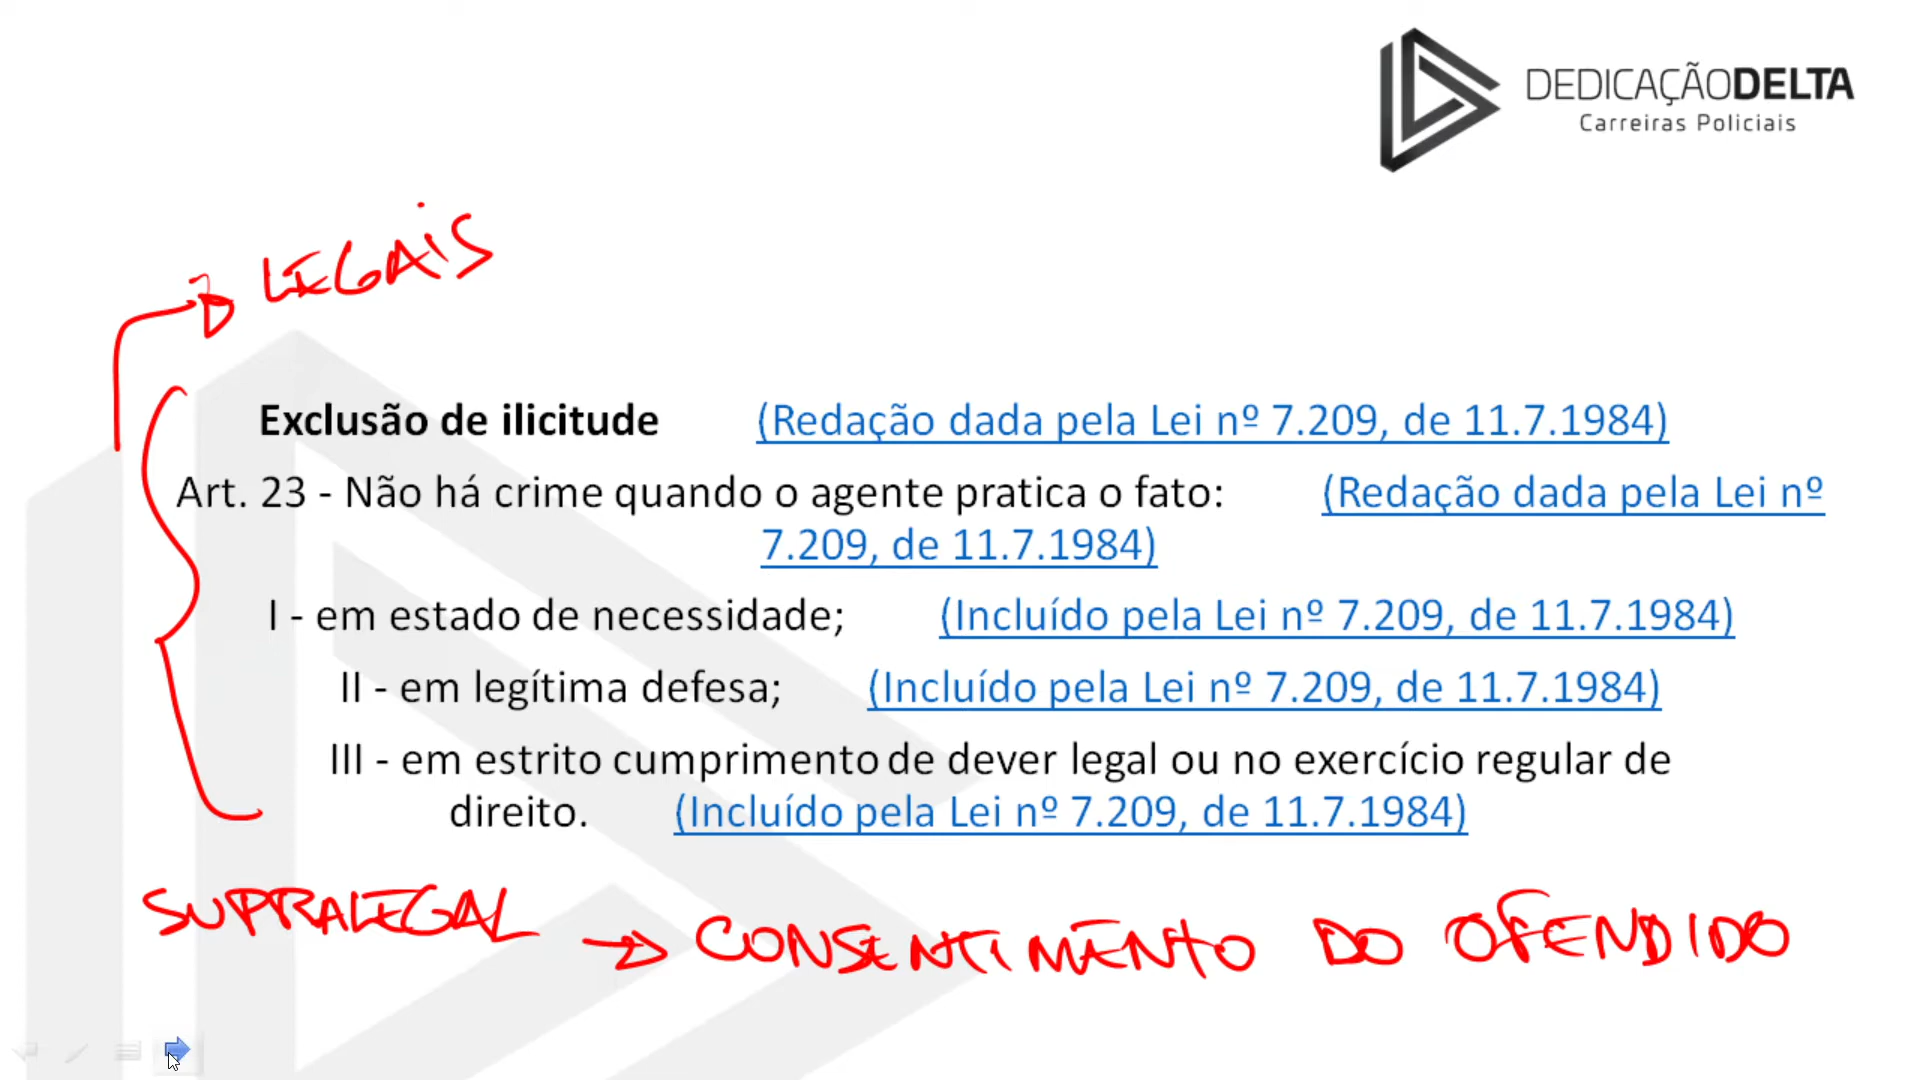 DEDICAÇÃODELTA
Carreiras Policiais
LEGAIS
Exclusão de ilicitude (Redação dada pela Lei nº 7.209, de 11.7.1984)
Art. 23 - Não há crime quando o agente pratica o fato: (Redação dada pela Lei nº
7.209, de 11.7.1984)
I - em estado de necessidade; (Incluído pela Lei nº 7.209, de 11.7.1984)
II - em legítima defesa; (Incluído pela Lei nº 7.209, de 11.7.1984)
III - em estrito cumprimento de dever legal ou no exercício regular de
direito. (Incluído pela Lei nº 7.209, de 11.7.1984)
SUPRALEGAL → CONSENTIMENTO DO OFENDIDO